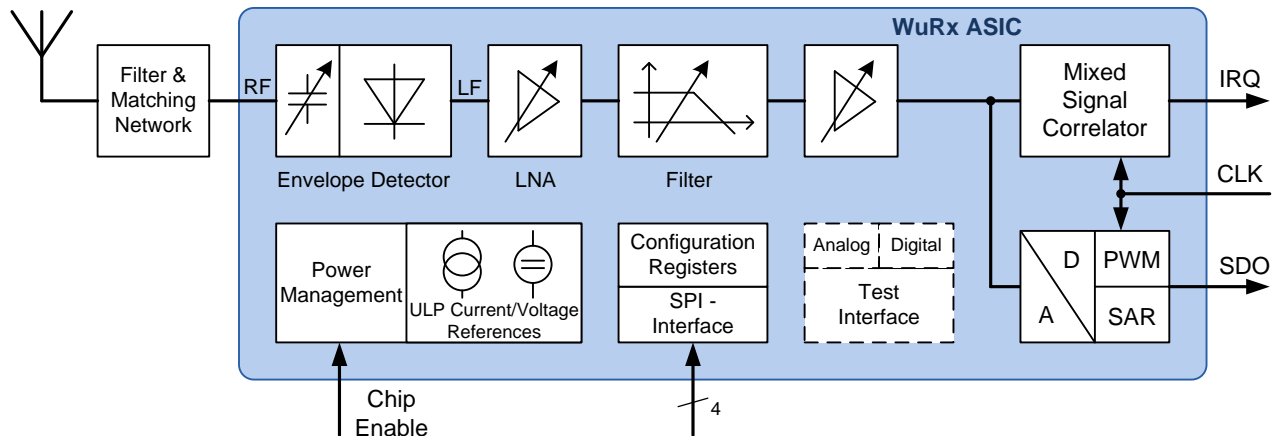 WuRx ASIC
Filter &
Matching
Network
RF
LF
Mixed
Signal
Correlator
IRQ
Envelope Detector
LNA
Filter
CLK
Power
Management
ULP Current/Voltage
References
Configuration
Registers
SPI -
Interface
Analog
Digital
Test
Interface
D
A
PWM
SAR
SDO
Chip
Enable
4